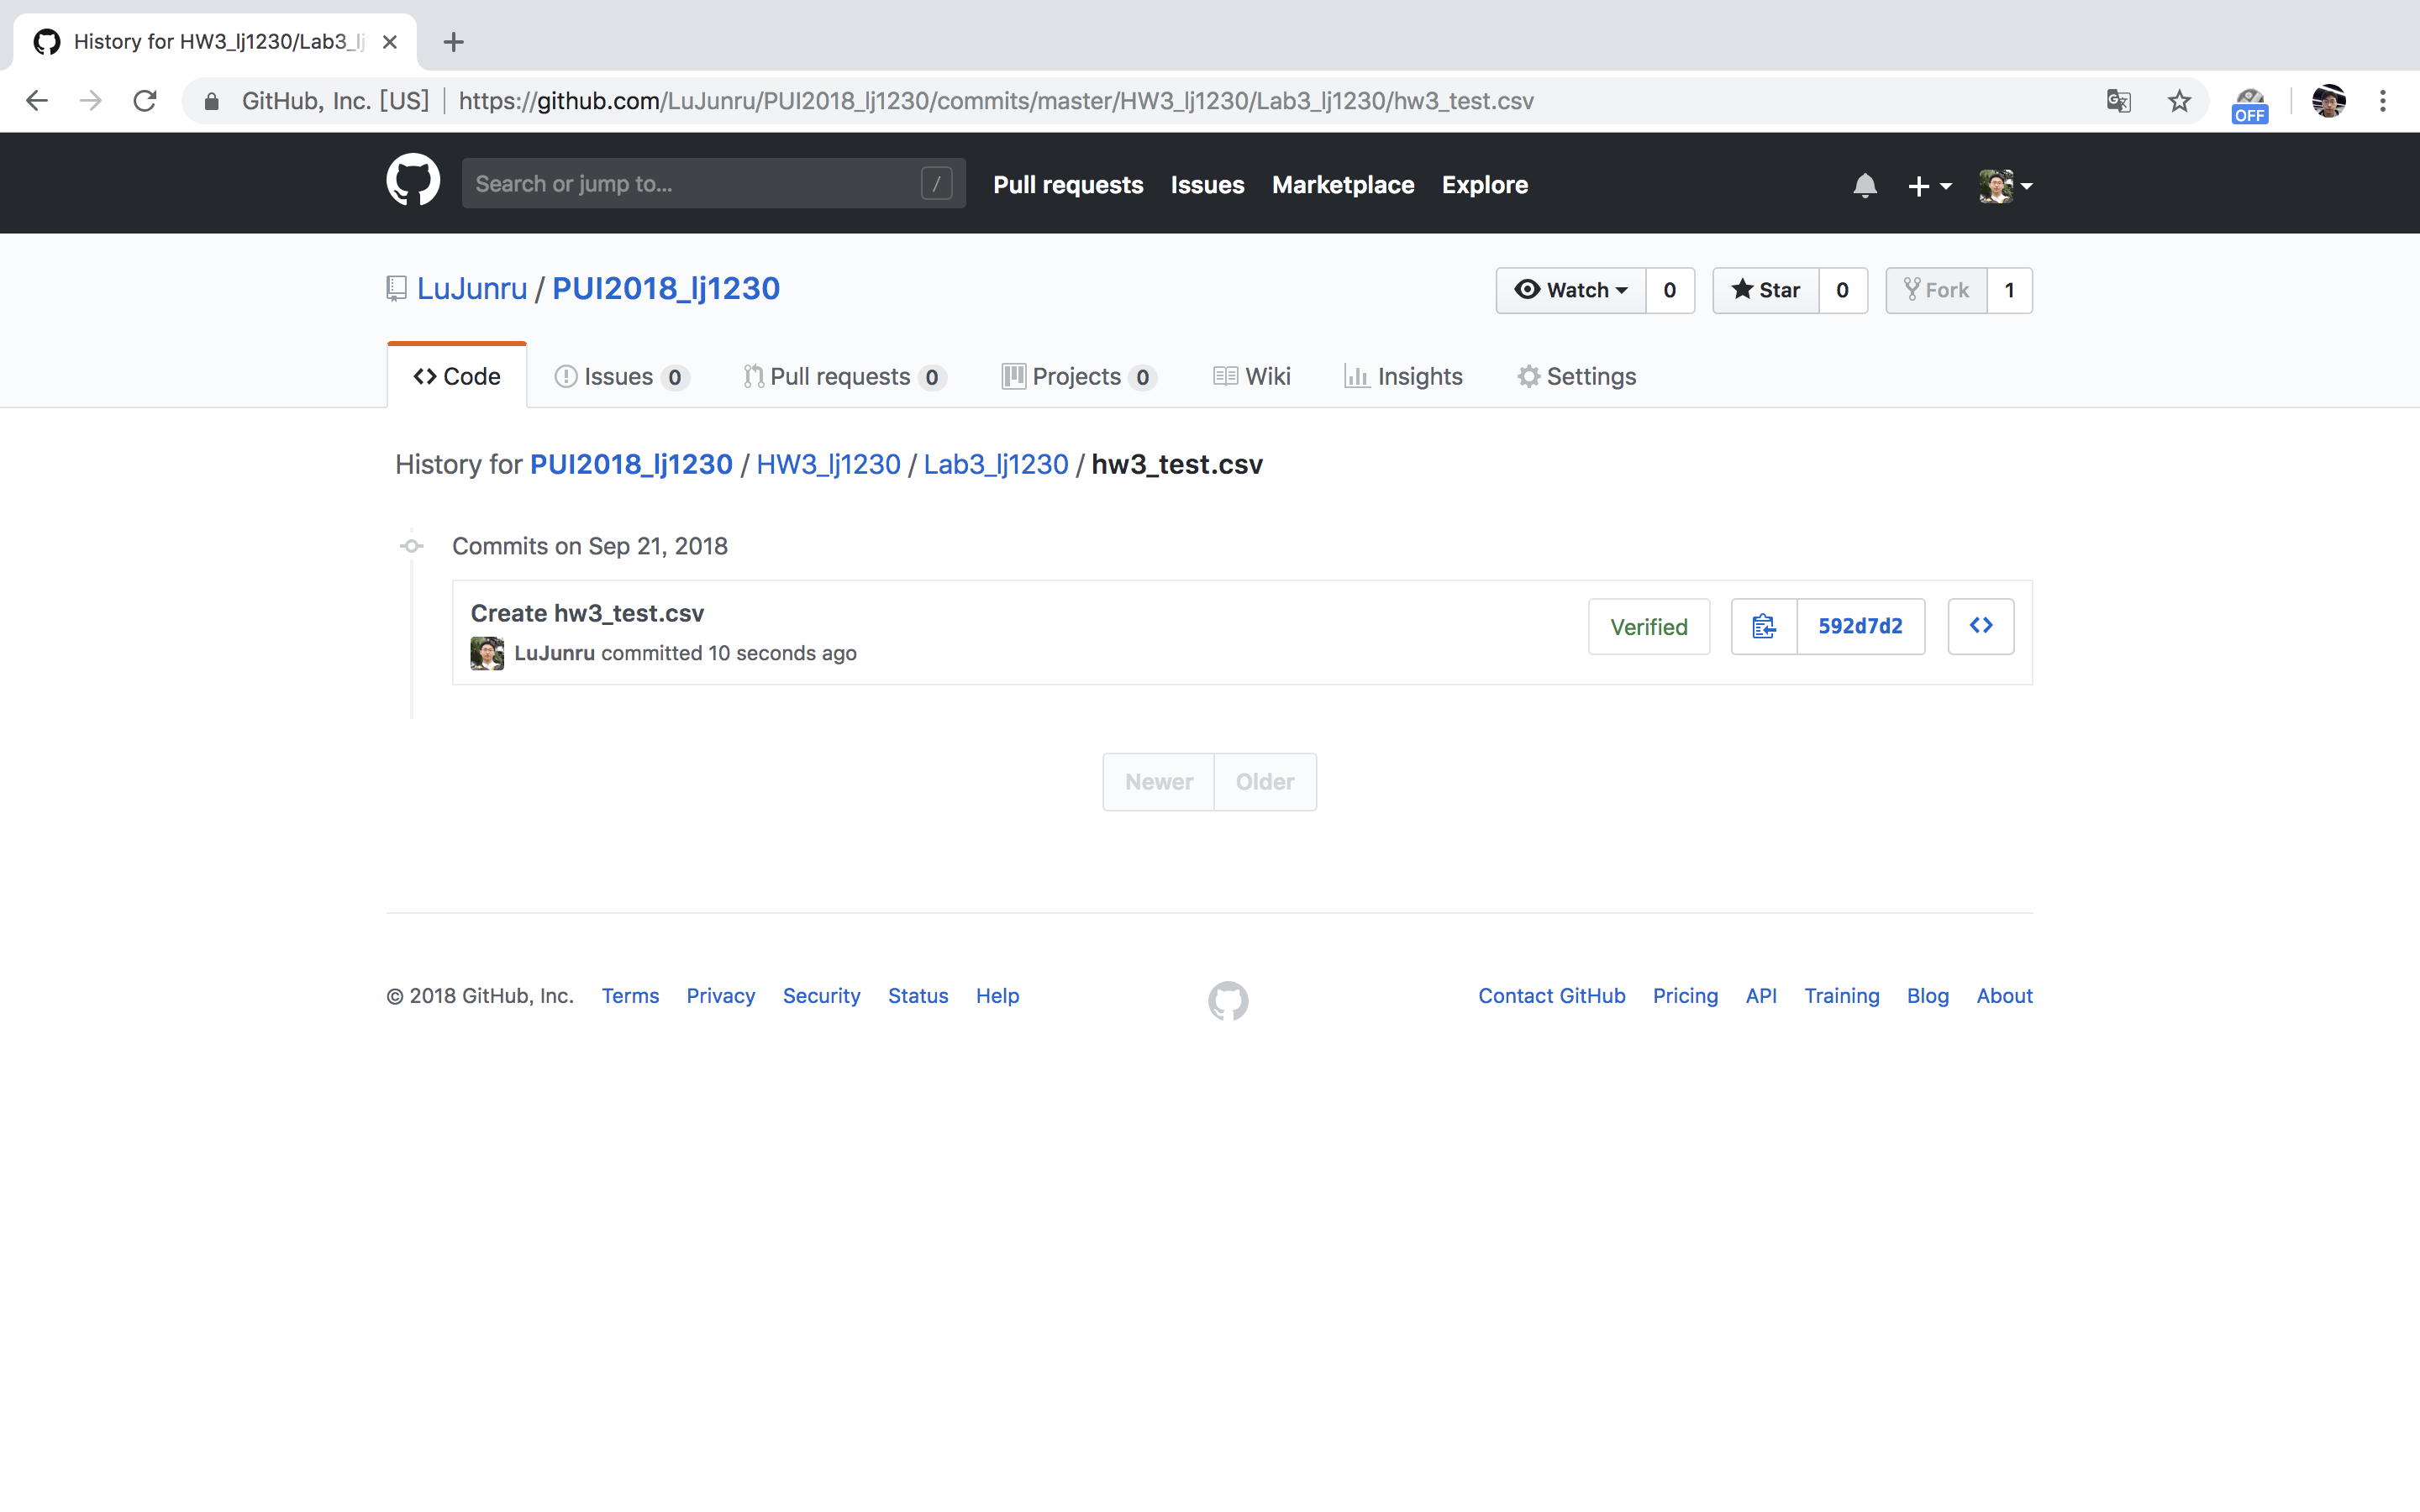 History for HW3_lj1230/Lab3_lj
GitHub, Inc. [US] https://github.com/LuJunru/PUI2018_lj1230/commits/master/HW3_lj1230/Lab3_lj1230/hw3_test.csv
OFF
Search or jump to... /
Pull requests Issues Marketplace Explore
LuJunru / PUI2018_lj1230
Watch 0 Star 0 Fork 1
Code Issues 0 Pull requests 0 Projects 0 Wiki Insights Settings
History for PUI2018_lj1230 / HW3_lj1230 / Lab3_lj1230 / hw3_test.csv
Commits on Sep 21, 2018
Create hw3_test.csv
LuJunru committed 10 seconds ago
Verified 592d7d2
Newer Older
© 2018 GitHub, Inc. Terms Privacy Security Status Help
Contact GitHub Pricing API Training Blog About